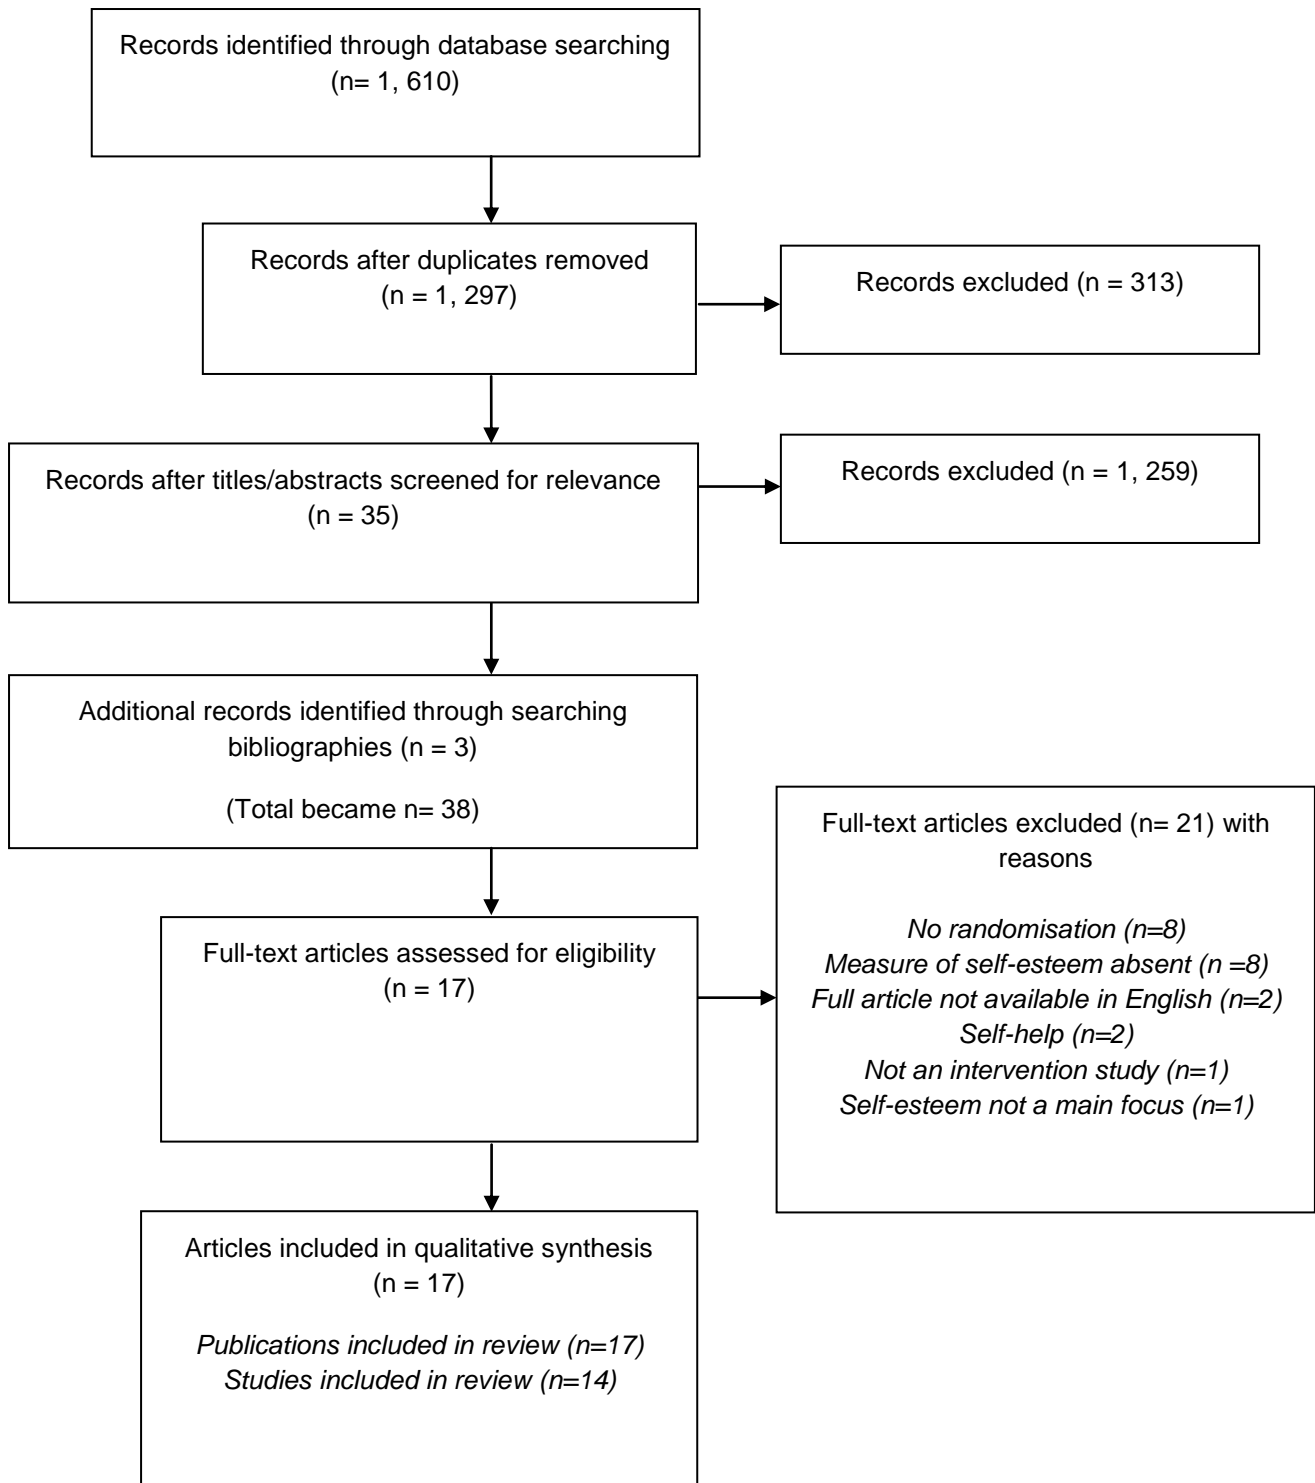 Records identified through database searching
(n= 1, 610)
Records after duplicates removed
(n = 1, 297)
Records excluded (n = 313)
Records after titles/abstracts screened for relevance
(n = 35)
Records excluded (n = 1, 259)
Additional records identified through searching
bibliographies (n = 3)
(Total became n= 38)
Full-text articles assessed for eligibility
(n = 17)
Full-text articles excluded (n= 21) with
reasons
No randomisation (n=8)
Measure of self-esteem absent (n =8)
Full article not available in English (n=2)
Self-help (n=2)
Not an intervention study (n=1)
Self-esteem not a main focus (n=1)
Articles included in qualitative synthesis
(n = 17)
Publications included in review (n=17)
Studies included in review (n=14)